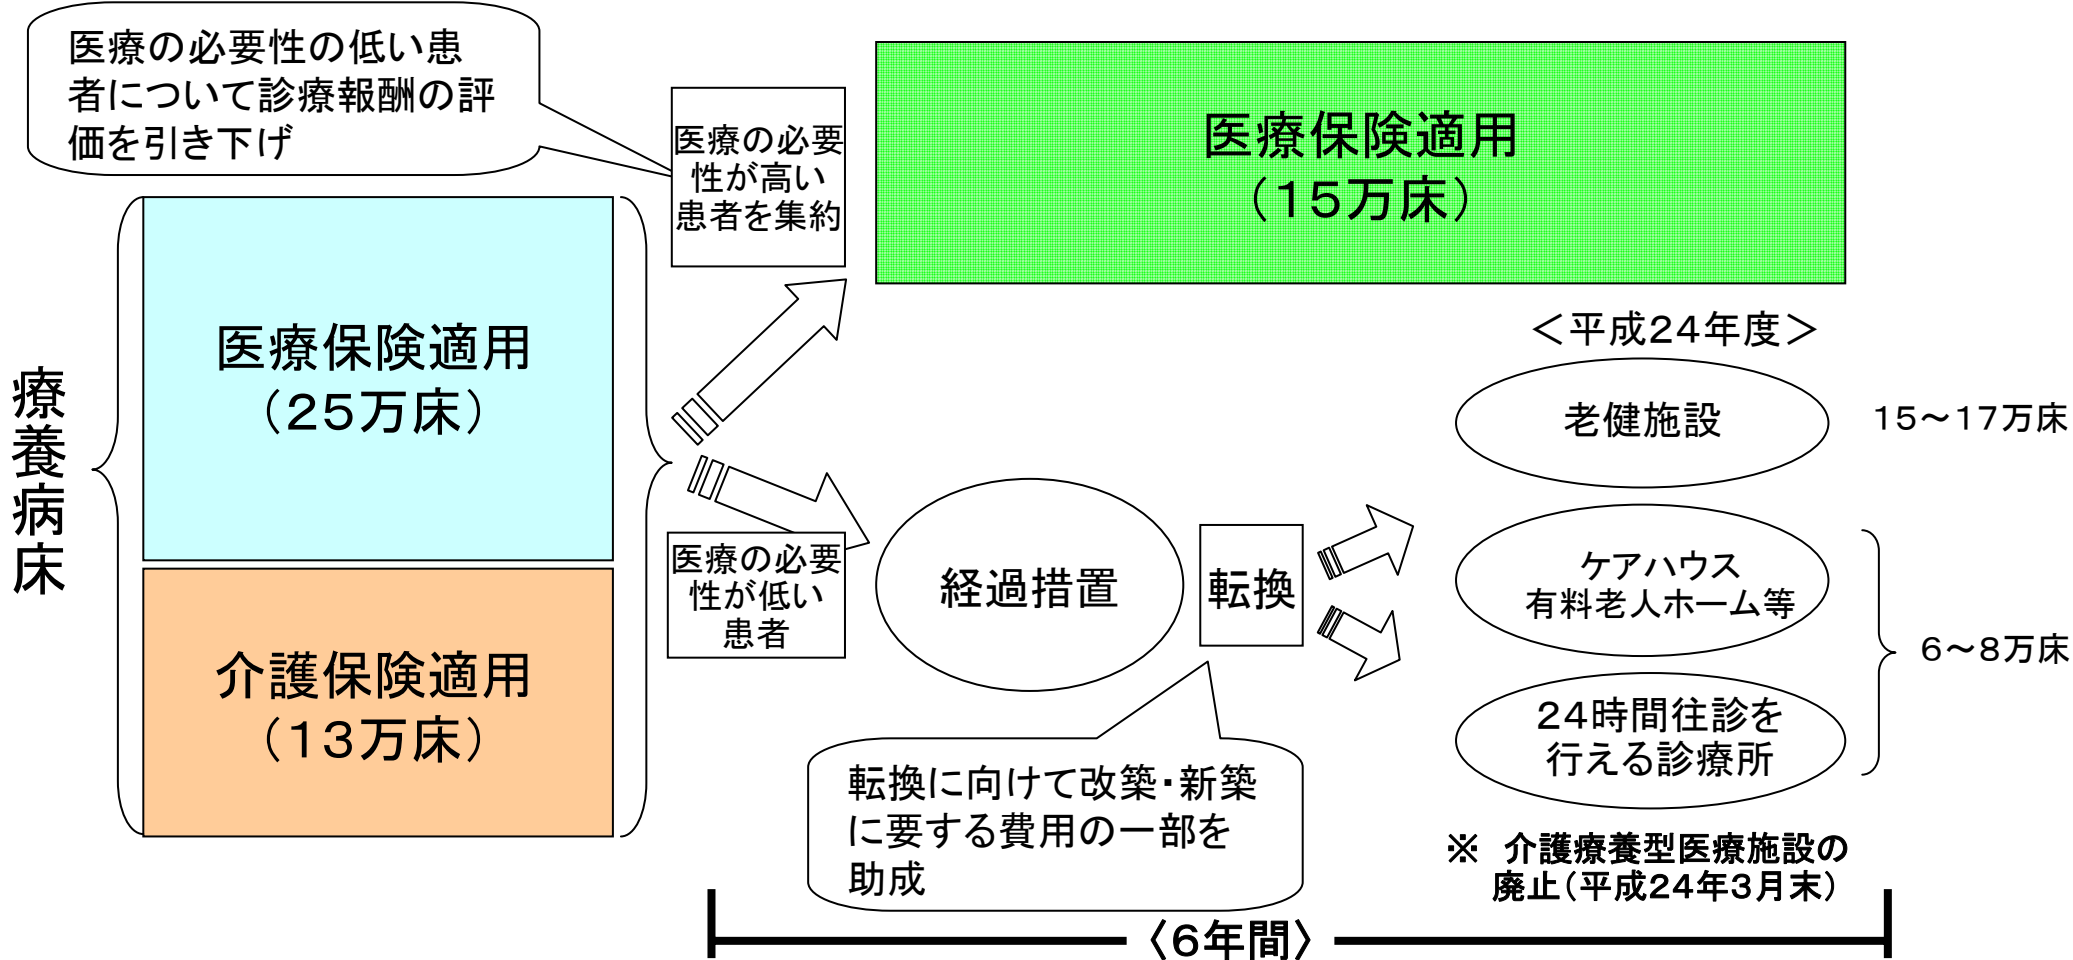 医療の必要性の低い患
者について診療報酬の評
価を引き下げ
療養病床
医療保険適用
（２５万床）
介護保険適用
（１３万床）
医療の必要
性が高い
患者を集約
医療保険適用
（１５万床）
医療の必要
性が低い
患者
経過措置
転換
転換に向けて改築・新築
に要する費用の一部を
助成
＜平成２４年度＞
老健施設
１５～１７万床
ケアハウス
有料老人ホーム等
２４時間往診を
行える診療所
６～８万床
※　介護療養型医療施設の
廃止（平成２４年３月末）
〈６年間〉